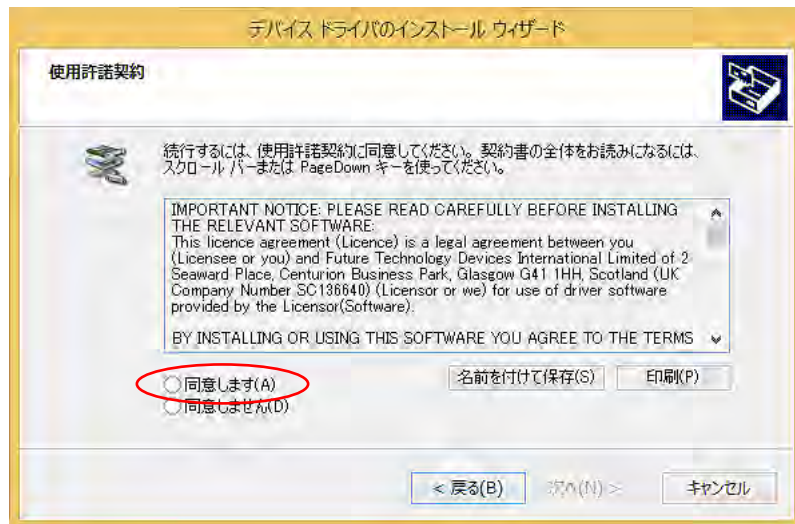 デバイス ドライバのインストール ウィザード
使用許諾契約
続行するには、使用許諾契約に同意してください。契約書の全体をお読みになるには、
スクロール バーまたは PageDown キーを使ってください。
IMPORTANT NOTICE: PLEASE READ CAREFULLY BEFORE INSTALLING
THE RELEVANT SOFTWARE:
This licence agreement (Licence) is a legal agreement between you
(Licensee or you) and Future Technology Devices International Limited of 2
Seaward Place, Centurion Business Park, Glasgow G41 1HH, Scotland (UK
Company Number SC136640) (Licensor or we) for use of driver software
provided by the Licensor(Software).
BY INSTALLING OR USING THIS SOFTWARE YOU AGREE TO THE TERMS
同意します(A)
名前を付けて保存(S)
印刷(P)
同意しません(D)
< 戻る(B)
次へ(N) >
キャンセル